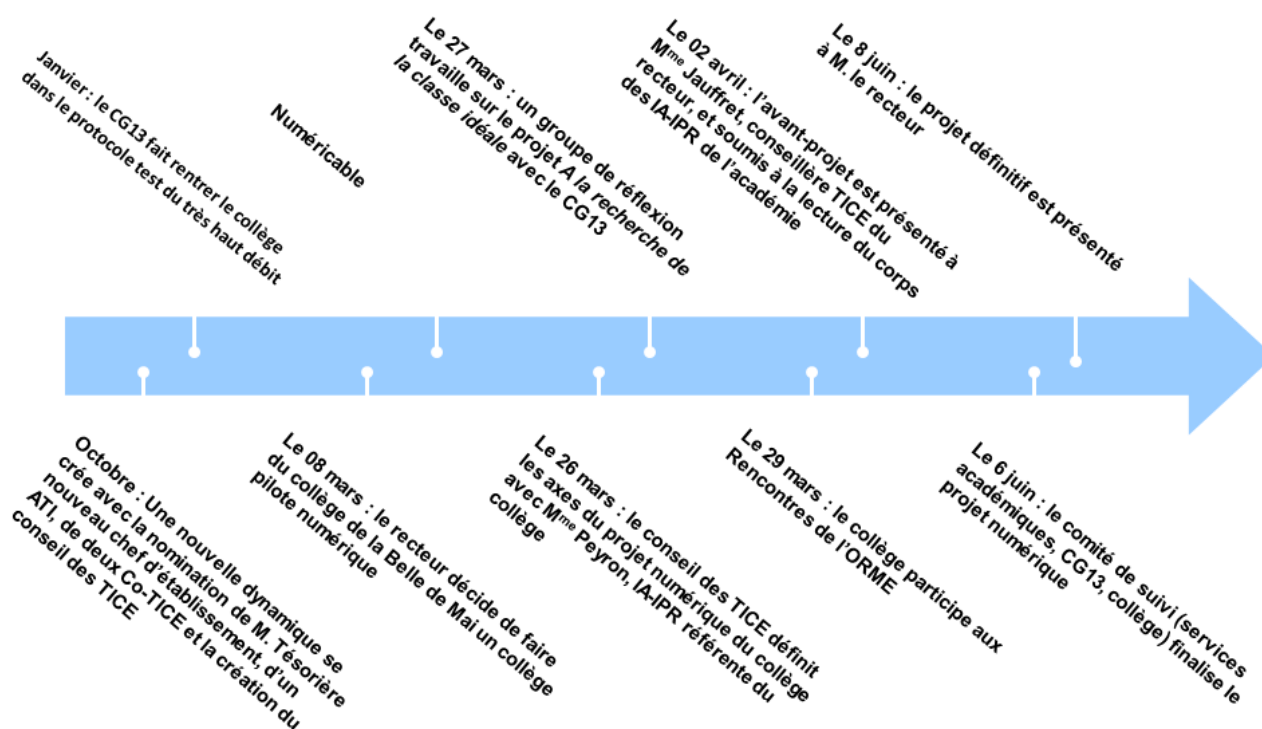 Janvier : le CG13 fait rentrer le collège
dans le protocole test du très haut débit
Numéricable
Le 27 mars : un groupe de réflexion
travaille sur le projet A la recherche de
la classe idéale avec le CG13
Le 02 avril : l'avant-projet est présenté à
Mme Jauffret, conseillère TICE du
recteur, et soumis à la lecture du corps
des IA-IPR de l'académie
Le 8 juin : le projet définitif est présenté
à M. le recteur
Octobre : Une nouvelle dynamique se
crée avec la nomination de M. Tésorière
nouveau chef d'établissement, d'un
ATI, de deux Co-TICE et la création du
conseil des TICE
Le 08 mars : le recteur décide de faire
du collège de la Belle de Mai un collège
pilote numérique
Le 26 mars : le conseil des TICE définit
les axes du projet numérique du collège
avec Mme Peyron, IA-IPR référente du
collège
Le 29 mars : le collège participe aux
Rencontres de l'ORME
Le 6 juin : le comité de suivi (services
académiques, CG13, collège) finalise le
projet numérique